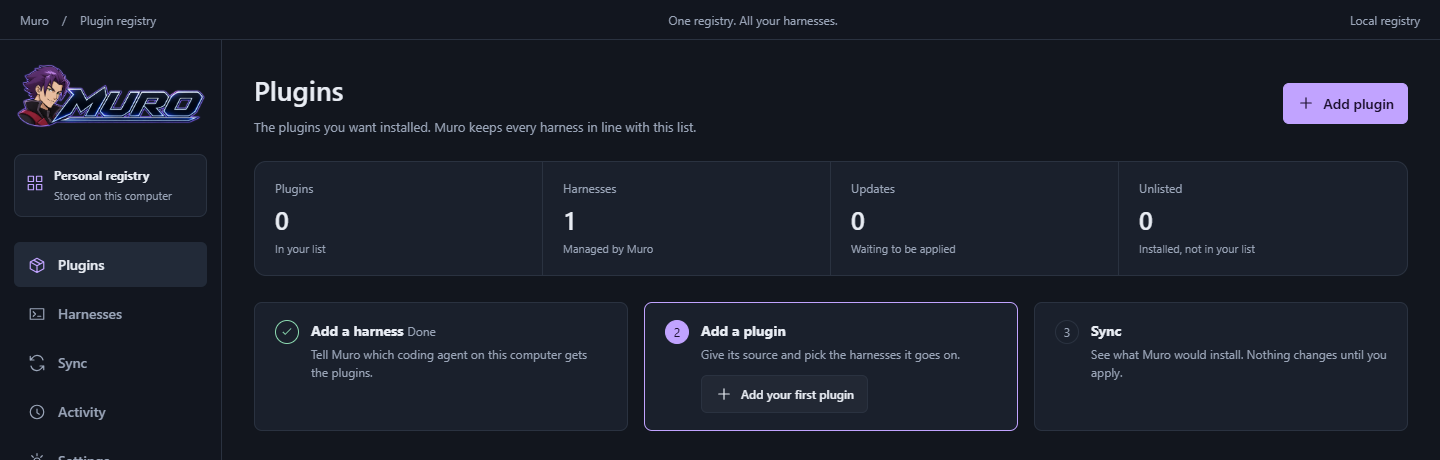 Muro / Plugin registry
One registry. All your harnesses.
Local registry
MURO
Personal registry
Stored on this computer
Plugins
Harnesses
Sync
Activity
Settings
Plugins
The plugins you want installed. Muro keeps every harness in line with this list.
+ Add plugin
Plugins
0
In your list
Harnesses
1
Managed by Muro
Updates
0
Waiting to be applied
Unlisted
0
Installed, not in your list
Add a harness Done
Tell Muro which coding agent on this computer gets
the plugins.
2
Add a plugin
Give its source and pick the harnesses it goes on.
+ Add your first plugin
3
Sync
See what Muro would install. Nothing changes until you
apply.